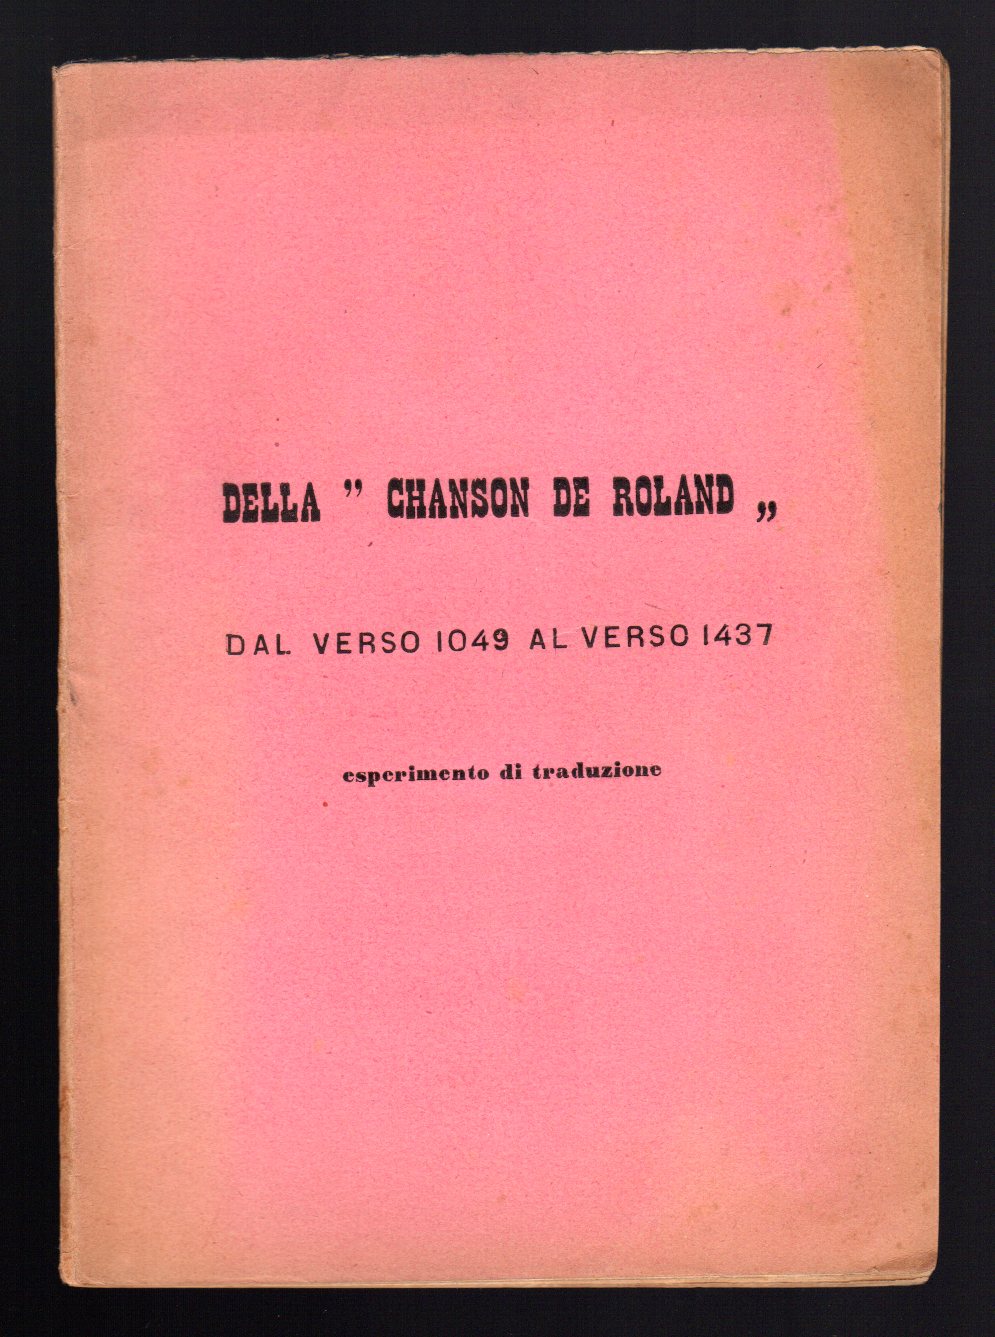 DELLA " CHANSON DE ROLAND „
DAL VERSO 1049 AL VERSO 1437
esperimento di traduzione